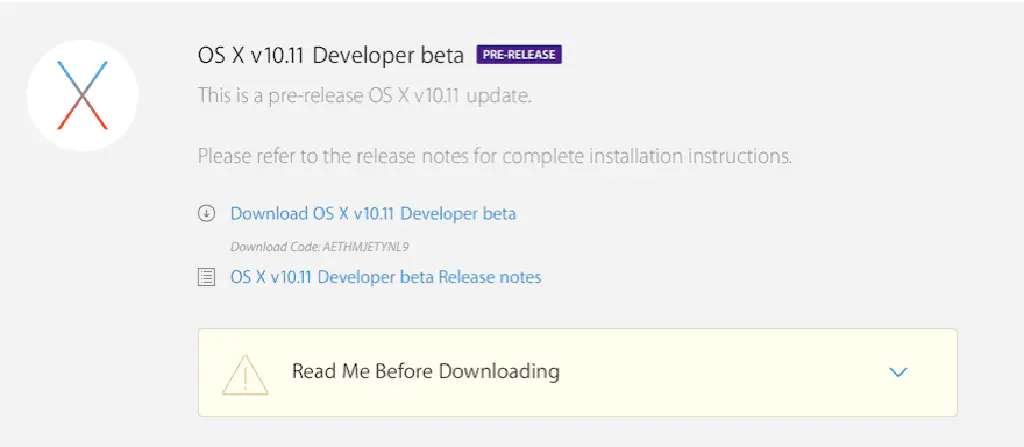 OS X v10.11 Developer beta PRE-RELEASE
This is a pre-release OS X v10.11 update.
Please refer to the release notes for complete installation instructions.
Download OS X v10.11 Developer beta
Download Code: AETHMJETYNL9
OS X v10.11 Developer beta Release notes
Read Me Before Downloading